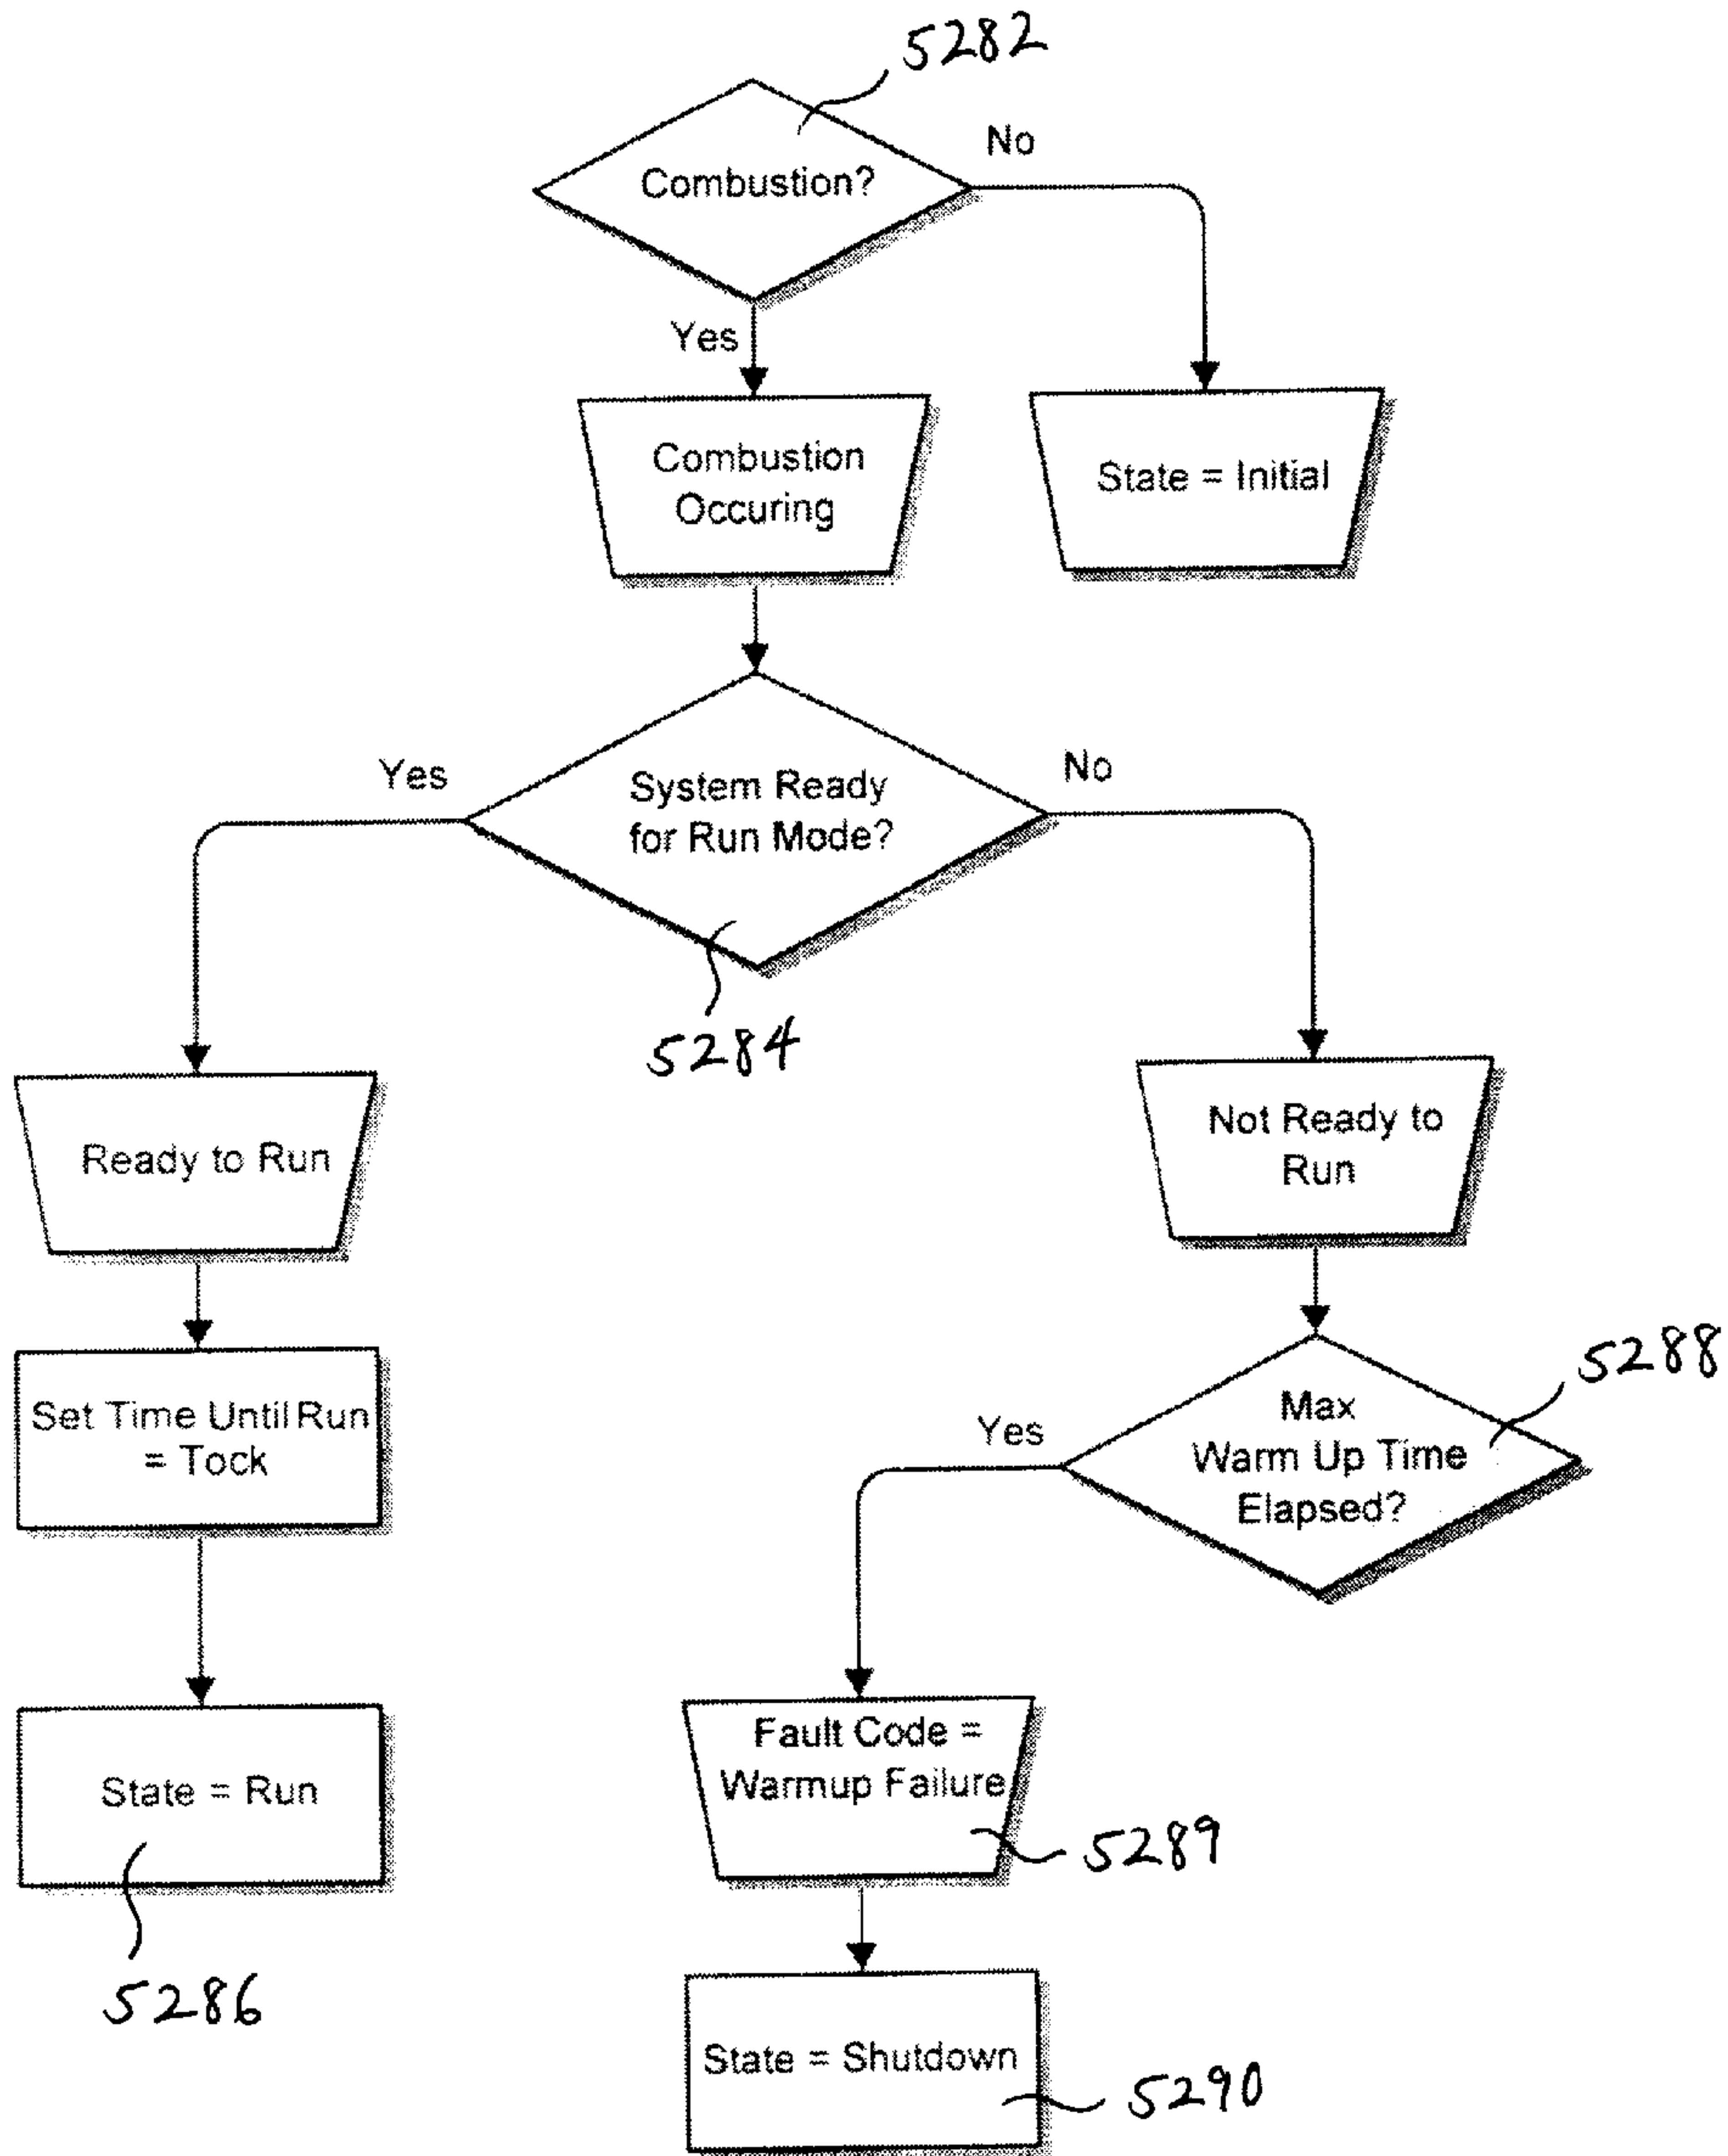 5282
No
Combustion?
Yes
Combustion
Occuring
State = Initial
Yes
System Ready
for Run Mode?
No
5284
Ready to Run
Not Ready to
Run
Set Time Until Run
= Tock
5288
Max
Warm Up Time
Elapsed?
Yes
State = Run
Fault Code =
Warmup Failure
5289
5286
State = Shutdown
5290